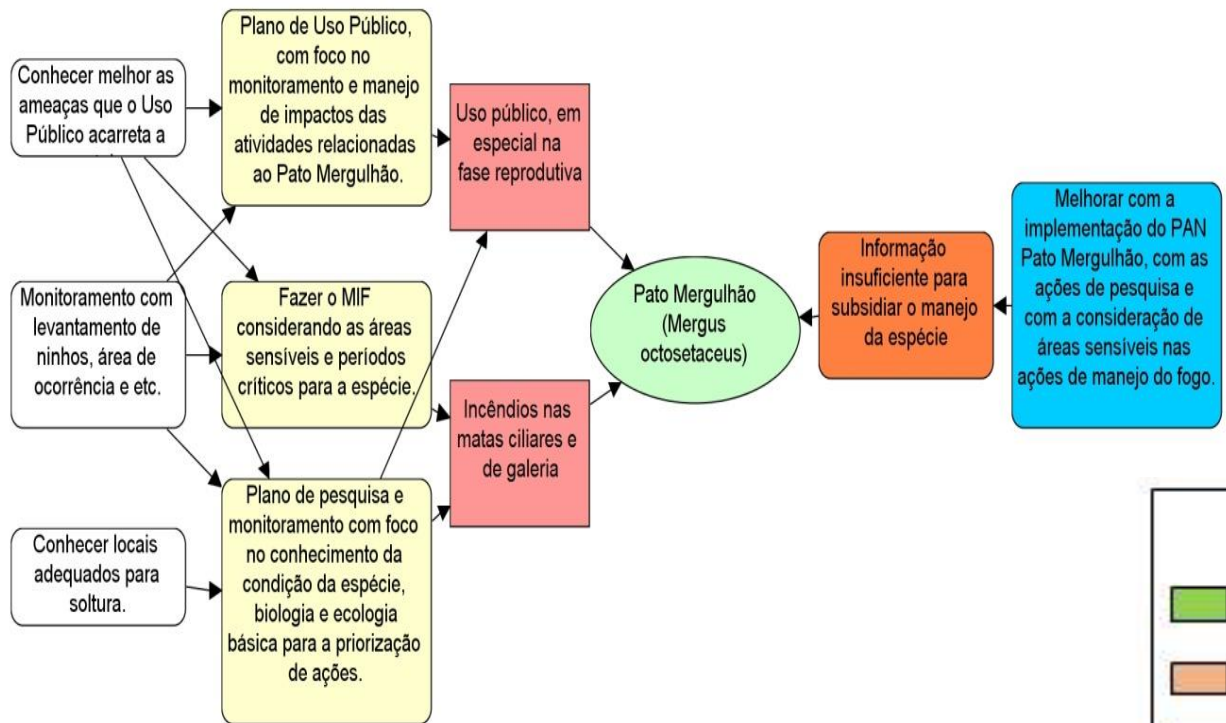 Conhecer melhor as
ameaças que o Uso
Público acarreta a
Monitoramento com
levantamento de
ninhos, área de
ocorrência e etc.
Conhecer locais
adequados para
soltura.
Plano de Uso Público,
com foco no
monitoramento e manejo
de impactos das
atividades relacionadas
ao Pato Mergulhão.
Fazer o MIF
considerando as áreas
sensíveis e períodos
críticos para a espécie.
Plano de pesquisa e
monitoramento com foco
no conhecimento da
condição da espécie,
biologia e ecologia
básica para a priorização
de ações.
Uso público, em
especial na
fase reprodutiva
Incêndios nas
matas ciliares e
de galeria
Pato Mergulhão
(Mergus
octosetaceus)
Informação
insuficiente para
subsidiar o manejo
da espécie
Melhorar com a
implementação do PAN
Pato Mergulhão, com as
ações de pesquisa e
com a consideração de
áreas sensíveis nas
ações de manejo do fogo.